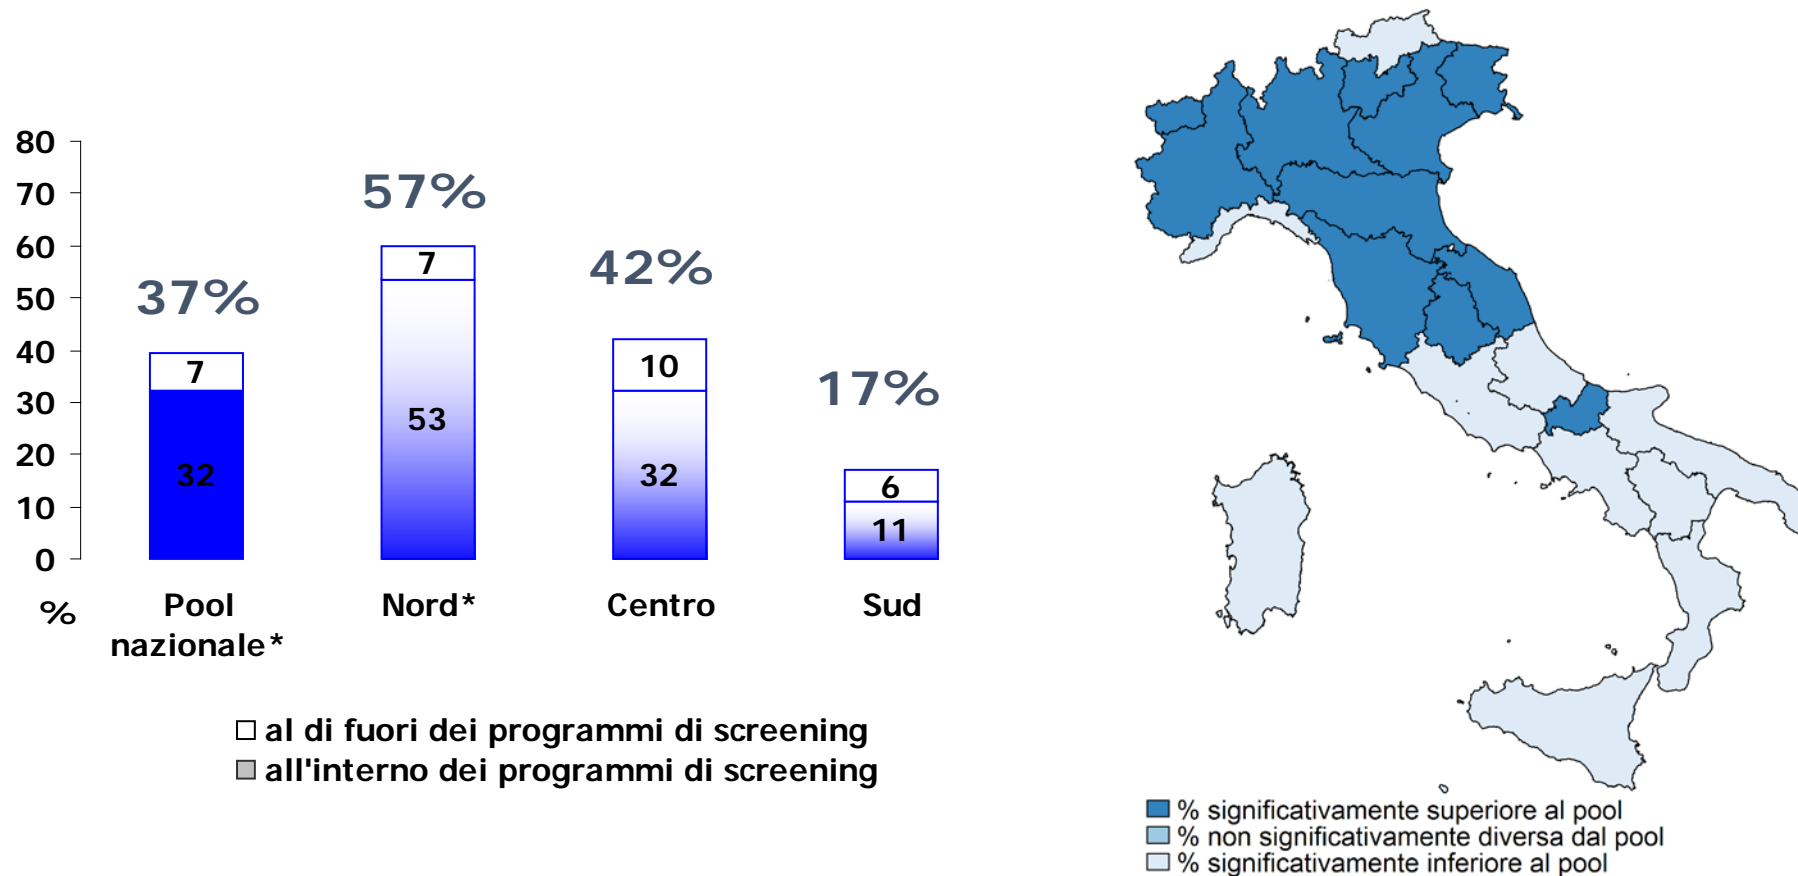 80
70
60
50
40
30
20
10
0
%
37%
57%
42%
17%
7
32
7
53
10
32
6
11
Pool
nazionale*
Nord*
Centro
Sud
al di fuori dei programmi di screening
all'interno dei programmi di screening
% significativamente superiore al pool
% non significativamente diversa dal pool
% significativamente inferiore al pool